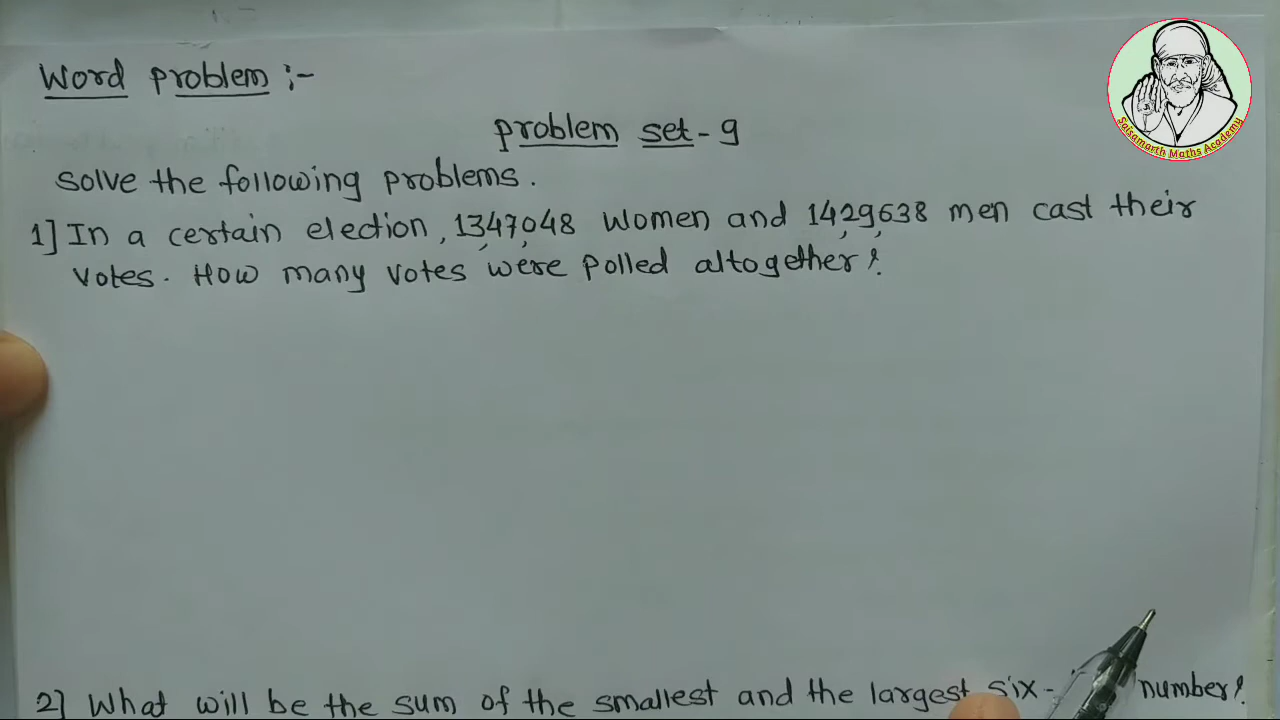 Word problem :-
problem set - 9
Solve the following problems.
1] In a certain election, 1347048 women and 1429638 men cast their
votes. How many votes were polled altogether?
2] What will be the sum of the smallest and the largest six- number?
Saisamarth Maths Academy